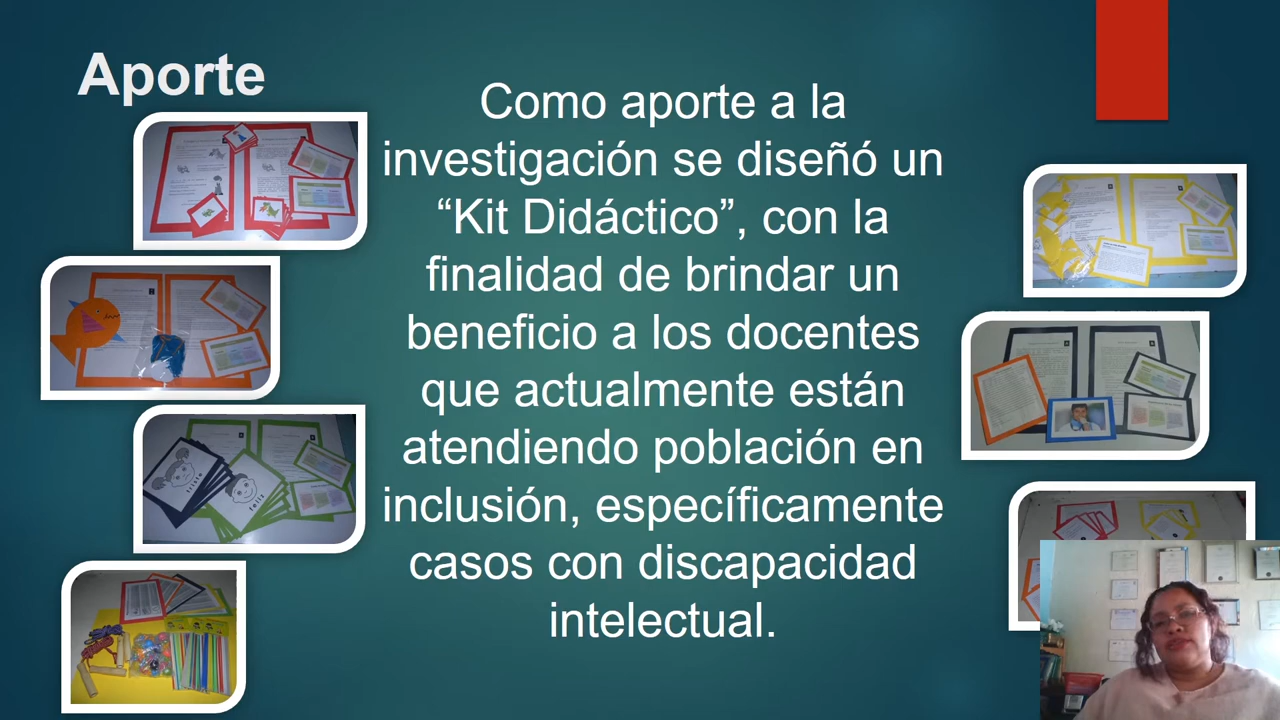 Aporte
Como aporte a la
investigación se diseñó un
“Kit Didáctico”, con la
finalidad de brindar un
beneficio a los docentes
que actualmente están
atendiendo población en
inclusión, específicamente
casos con discapacidad
intelectual.